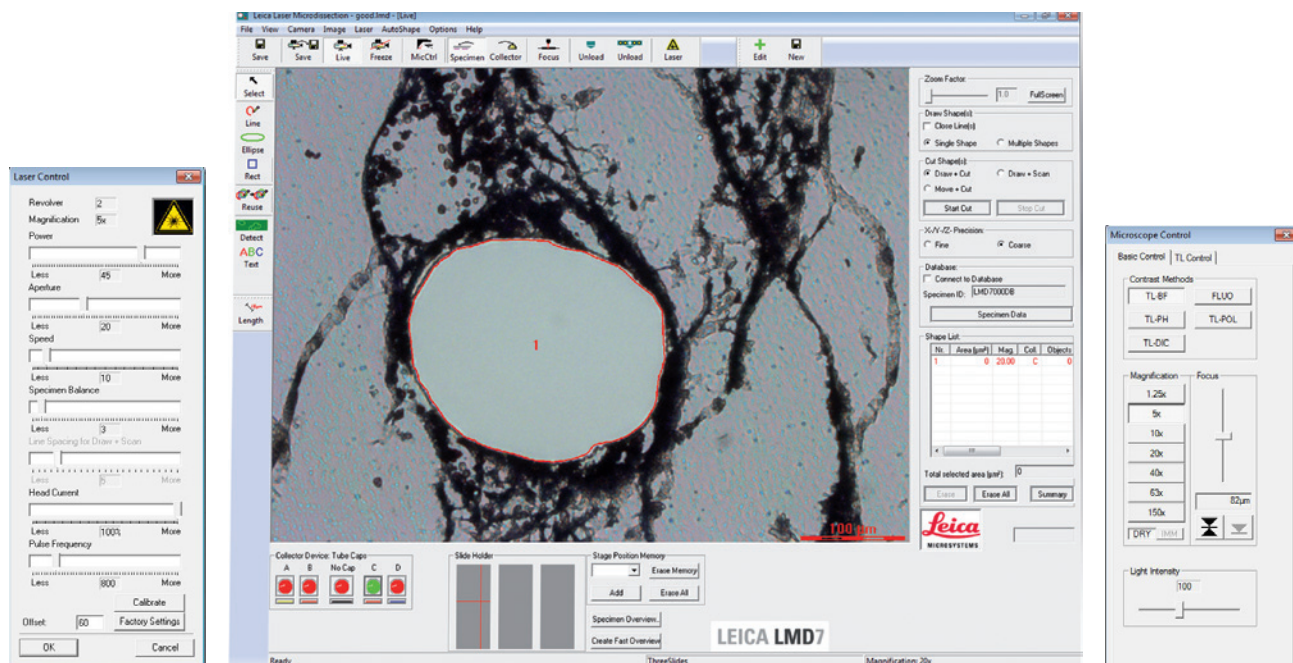 Laser Control
Revolver 2
Magnification 5x
Power
Less 45 More
Aperture
Less 20 More
Speed
Less 10 More
Specimen Balance
Less 3 More
Line Spacing for Draw + Scan
Less 5 More
Head Current
Less 100% More
Pulse Frequency
Less 800 More
Calibrate
Offset: 60 Factory Settings
OK Cancel
Leica Laser Microdissection - good.lmd - [Live]
File View Camera Image Laser AutoShape Options Help
Save Save Live Freeze MicCtrl Specimen Collector Focus Unload Unload Laser Edit New
Select
Line
Ellipse
Rect
Reuse
Detect
ABC
Text
Length
1
100 µm
Zoom Factor:
1.0 FullScreen
Draw Shape(s):
Close Line(s)
Single Shape Multiple Shapes
Cut Shape(s):
Draw + Cut Draw + Scan
Move + Cut
Start Cut Stop Cut
X-/Y-/Z- Precision:
Fine Coarse
Database:
Connect to Database
Specimen ID: LMD7000DB
Specimen Data
Shape List:
Nr. Area [µm²] Mag. Coll. Objects
1 0 20.00 C 0
Total selected area [µm²]: 0
Erase Erase All Summary
Leica
MICROSYSTEMS
Collector Device: Tube Caps
A B No Cap C D
Slide Holder
Stage Position Memory
Erase Memory
Add Erase All
Specimen Overview..
Create Fast Overview
LEICA LMD7
Ready ThreeSlides Magnification: 20x
Microscope Control
Basic Control TL Control
Contrast Methods
TL-BF FLUO
TL-PH TL-POL
TL-DIC
Magnification Focus
1.25x
5x
10x
20x
40x
63x
150x
82µm
DRY IMM
Light Intensity
100